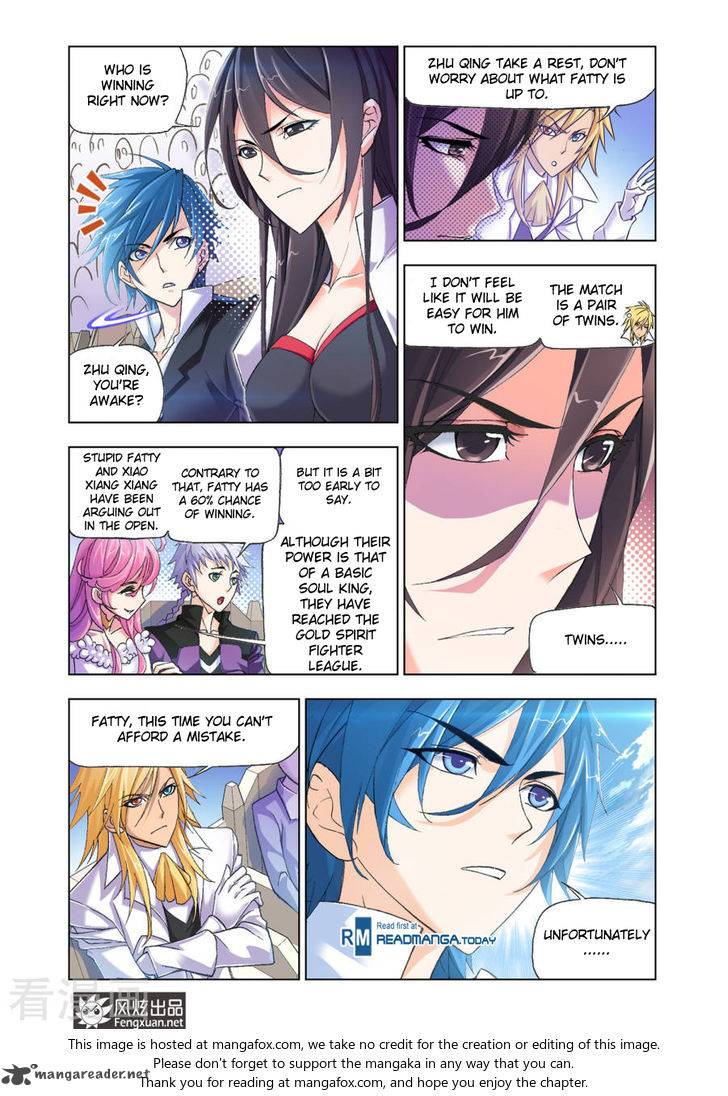 WHO IS
WINNING
RIGHT NOW?
ZHU QING,
YOU'RE
AWAKE?
ZHU QING TAKE A REST, DON'T
WORRY ABOUT WHAT FATTY IS
UP TO.
I DON'T FEEL
LIKE IT WILL BE
EASY FOR HIM
TO WIN.
THE MATCH
IS A PAIR
OF TWINS.
TWINS.....
STUPID FATTY
AND XIAO
XIANG XIANG
HAVE BEEN
ARGUING OUT
IN THE OPEN.
CONTRARY TO
THAT, FATTY HAS
A 60% CHANCE
OF WINNING.
BUT IT IS A BIT
TOO EARLY TO
SAY.
ALTHOUGH THEIR
POWER IS THAT
OF A BASIC
SOUL KING,
THEY HAVE
REACHED THE
GOLD SPIRIT
FIGHTER
LEAGUE.
FATTY, THIS TIME YOU CAN'T
AFFORD A MISTAKE.
UNFORTUNATELY
......
RM Read first at
READMANGA.TODAY
看漫画
风炫出品
Fengxuan.net
This image is hosted at mangafox.com, we take no credit for the creation or editing of this image.
Please don't forget to support the mangaka in any way that you can.
Thank you for reading at mangafox.com, and hope you enjoy the chapter.
mangareader.net